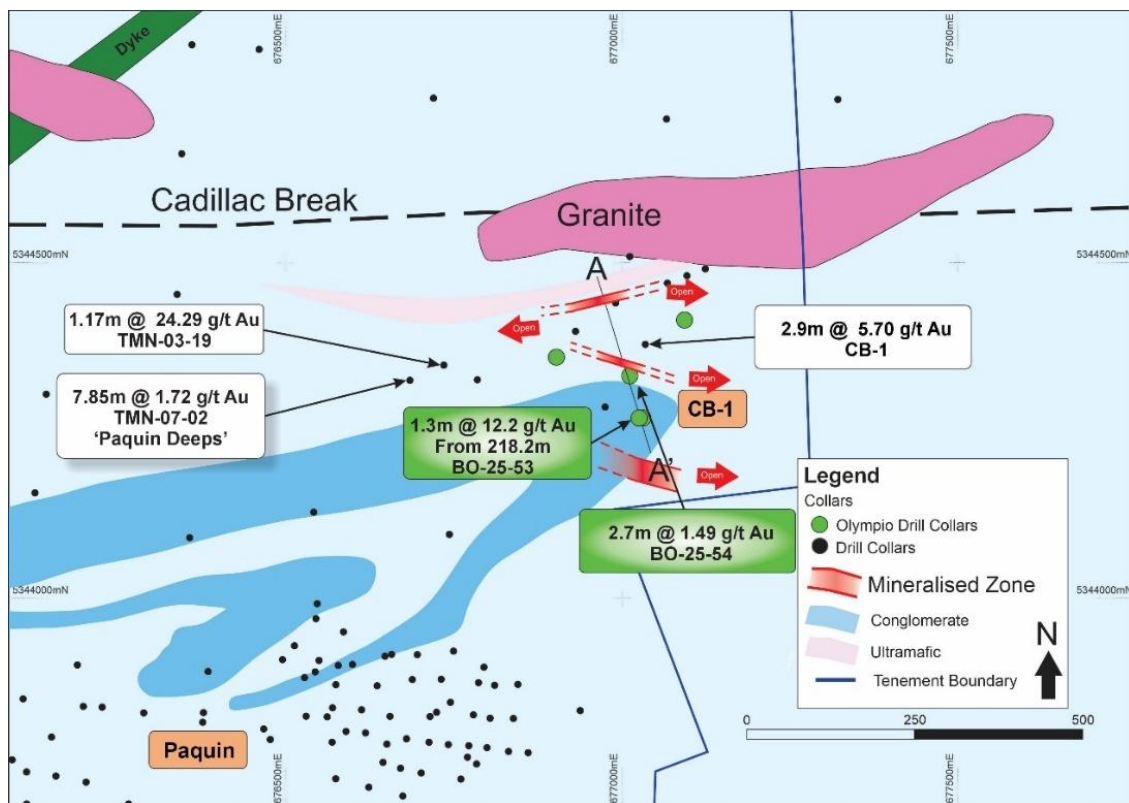 Dyke
676500mE
677000mE
677500mE
Cadillac Break
Granite
5344500mN
5344500mN
A
Open
Open
1.17m @ 24.29 g/t Au
TMN-03-19
2.9m @ 5.70 g/t Au
CB-1
7.85m @ 1.72 g/t Au
TMN-07-02
'Paquin Deeps'
Open
CB-1
1.3m @ 12.2 g/t Au
From 218.2m
BO-25-53
A'
Open
2.7m @ 1.49 g/t Au
BO-25-54
Legend
Collars
Olympio Drill Collars
Drill Collars
Mineralised Zone
Conglomerate
Ultramafic
Tenement Boundary
N
0
250
500
5344000mN
5344000mN
Paquin
676500mE
677000mE
677500mE